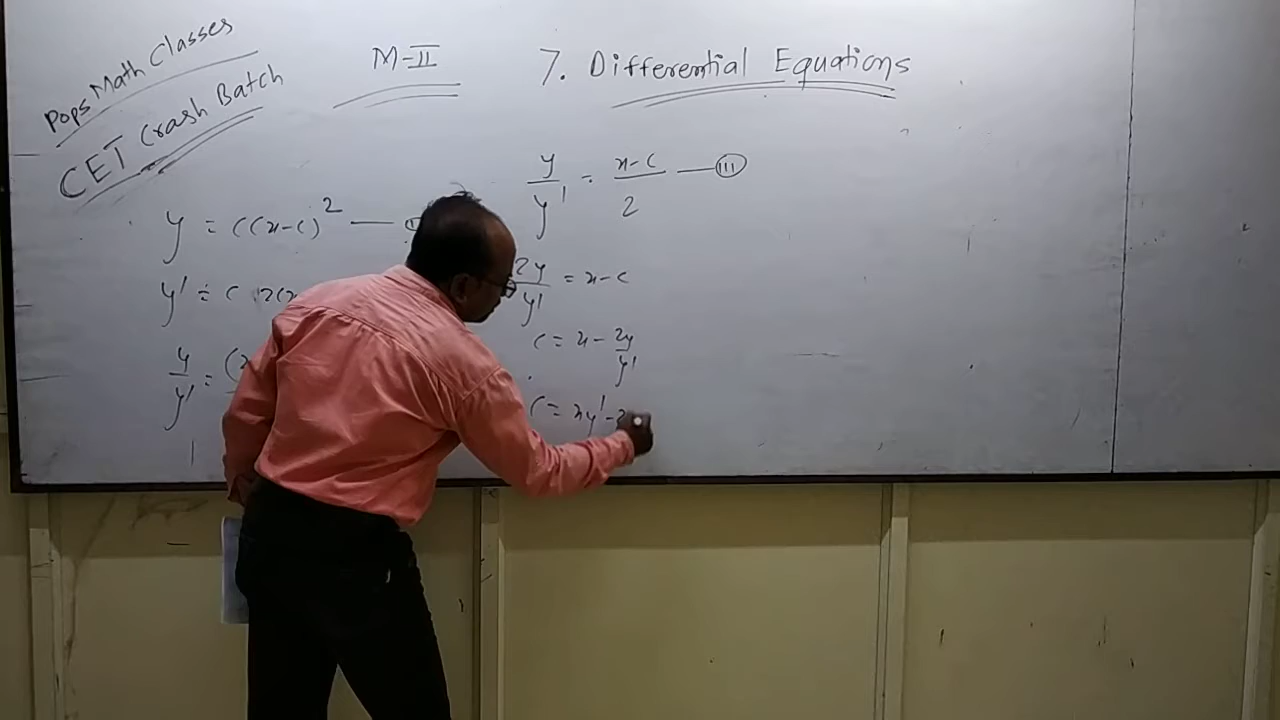 Pops Math Classes
CET Crash Batch
M-II
7. Differential Equations
y = c(x-c)²
y' = c
y/y' =
y/y' = x-c/2 — III
2y/y' = x-c
c = x - 2y/y'
c = xy' -